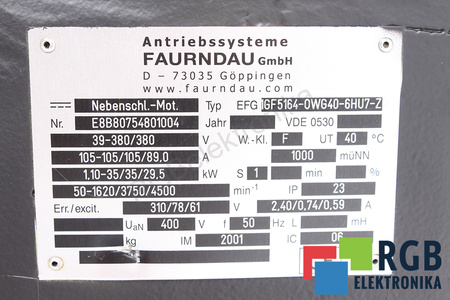 Antriebssysteme
FAURNDAU GmbH
D - 73035 Göppingen
www.faurndau.com
Nebenschl.-Mot. Typ EFG 1GF5164-0WG40-6HU7-Z
Nr. E8B80754801004 Jahr VDE 0530
39-380/380 V W.-Kl. F UT 40 °C
105-105/105/89,0 A 1000 müNN
1,10-35/35/29,5 kW S 1 min %
50-1620/3750/4500 min⁻¹ IP 23
Err./excit. 310/78/61 V 2,40/0,74/0,59 A
UaN 400 V f 50 Hz L mH
kg IM 2001 IC 06
RGB
ELEKTRONIKA